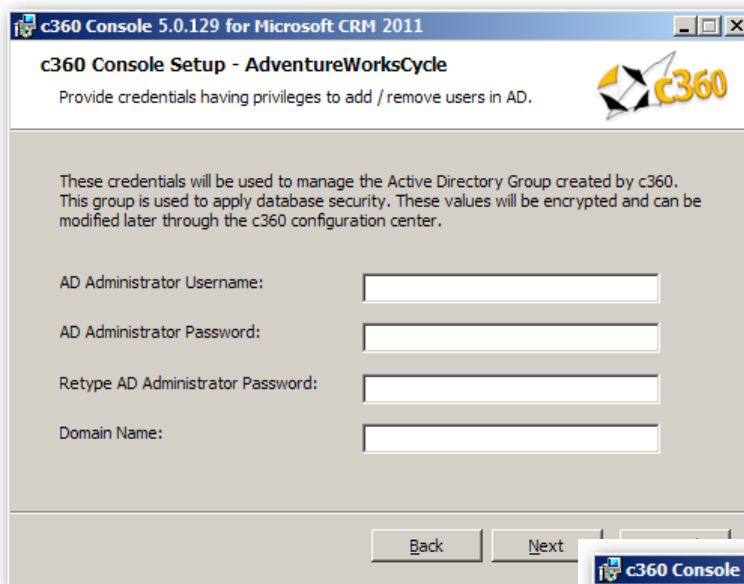 c360 Console 5.0.129 for Microsoft CRM 2011
c360 Console Setup - AdventureWorksCycle
Provide credentials having privileges to add / remove users in AD.
c360
These credentials will be used to manage the Active Directory Group created by c360.
This group is used to apply database security. These values will be encrypted and can be
modified later through the c360 configuration center.
AD Administrator Username:
AD Administrator Password:
Retype AD Administrator Password:
Domain Name:
Back
Next
c360 Console